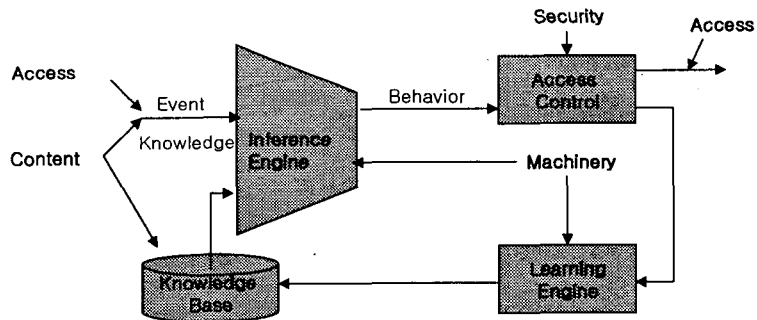 Security
Access
Access
Access
Control
Event
Behavior
Knowledge
Inference
Engine
Content
Machinery
Learning
Engine
Knowledge
Base